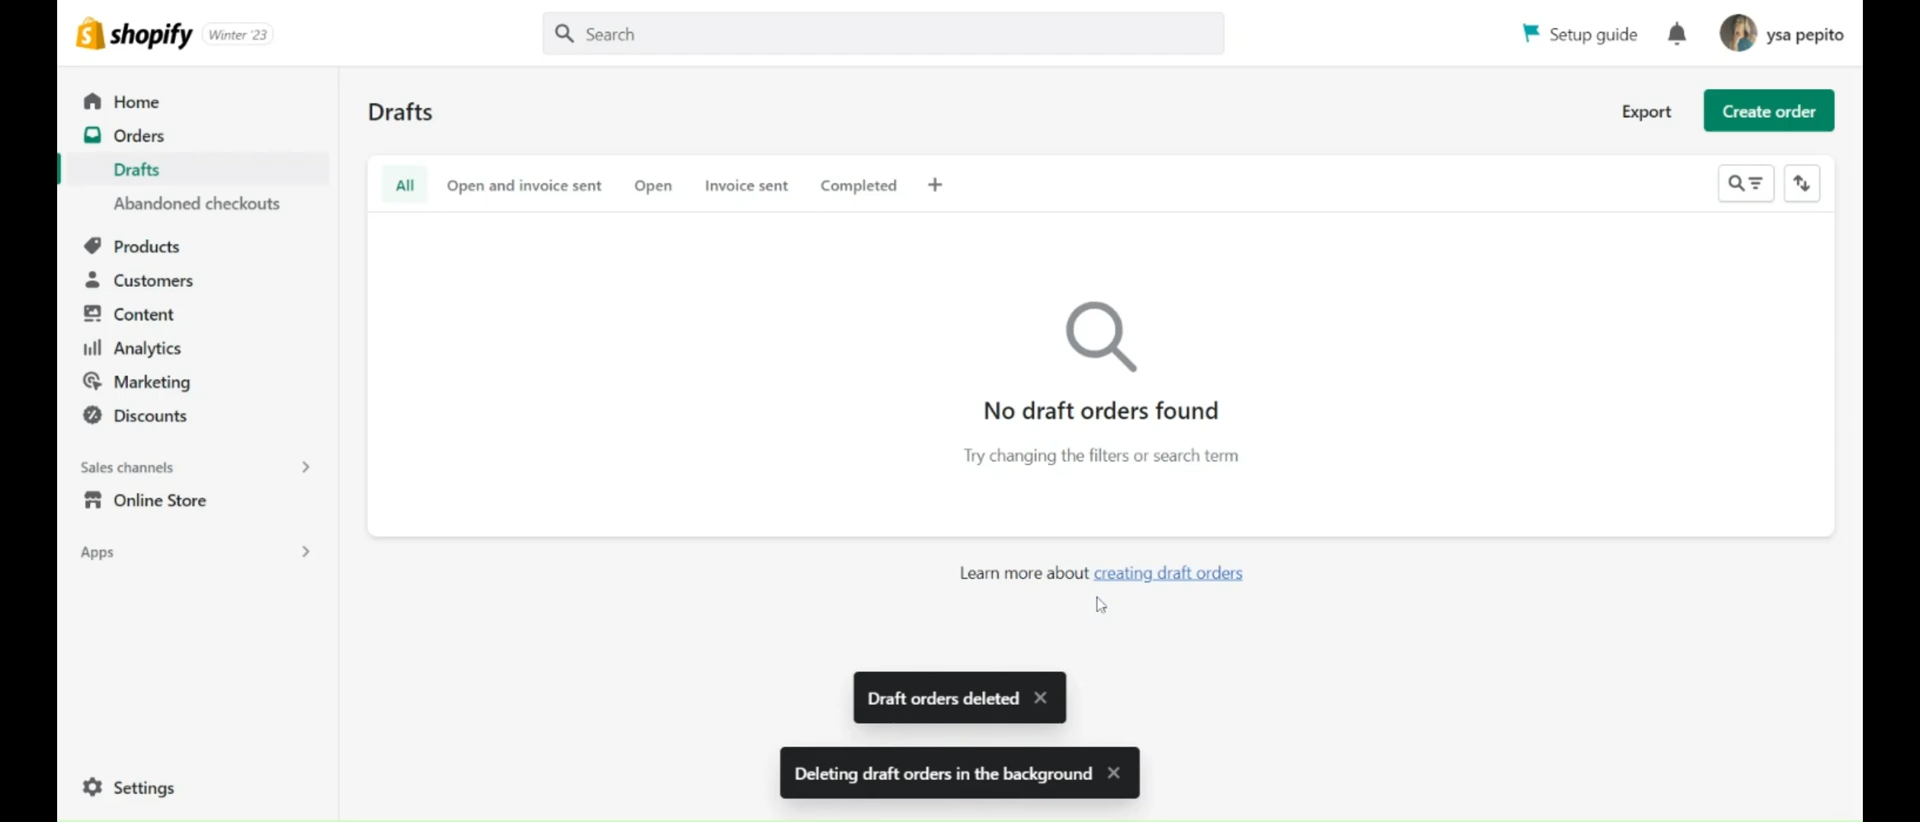 shopify Winter '23
Search
Setup guide
ysa pepito
Home
Orders
Drafts
Abandoned checkouts
Products
Customers
Content
Analytics
Marketing
Discounts
Sales channels
Online Store
Apps
Settings
Drafts
Export
Create order
All Open and invoice sent Open Invoice sent Completed +
No draft orders found
Try changing the filters or search term
Learn more about creating draft orders
Draft orders deleted
Deleting draft orders in the background